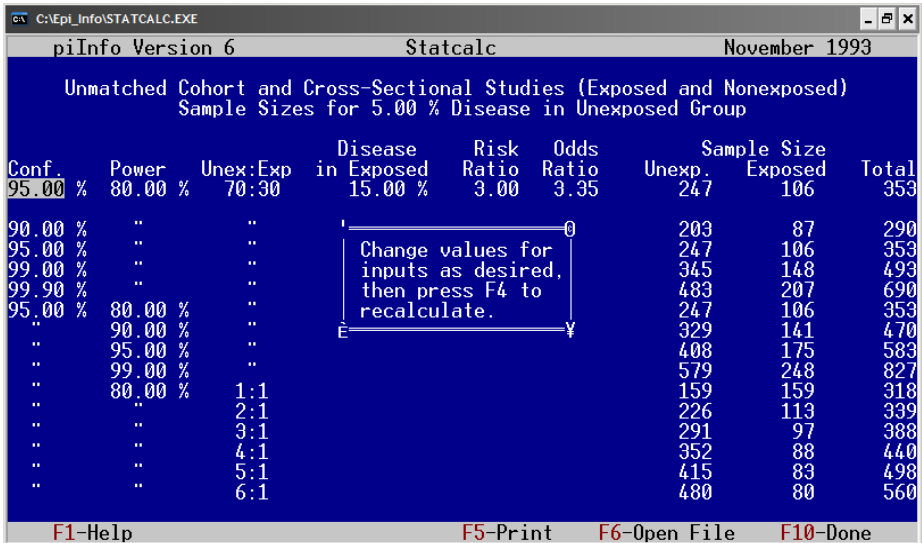 C:\Epi_Info\STATCALC.EXE
piInfo Version 6 Statcalc November 1993
Unmatched Cohort and Cross-Sectional Studies (Exposed and Nonexposed)
Sample Sizes for 5.00 % Disease in Unexposed Group
Disease Risk Odds Sample Size
Conf. Power Unex:Exp in Exposed Ratio Ratio Unexp. Exposed Total
95.00 % 80.00 % 70:30 15.00 % 3.00 3.35 247 106 353
90.00 % " " 203 87 290
95.00 % " " Change values for 247 106 353
99.00 % " " inputs as desired, 345 148 493
99.90 % " " then press F4 to 483 207 690
95.00 % 80.00 % " recalculate. 247 106 353
" 90.00 % " 329 141 470
" 95.00 % " 408 175 583
" 99.00 % " 579 248 827
" 80.00 % 1:1 159 159 318
" " 2:1 226 113 339
" " 3:1 291 97 388
" " 4:1 352 88 440
" " 5:1 415 83 498
" " 6:1 480 80 560
F1-Help F5-Print F6-Open File F10-Done